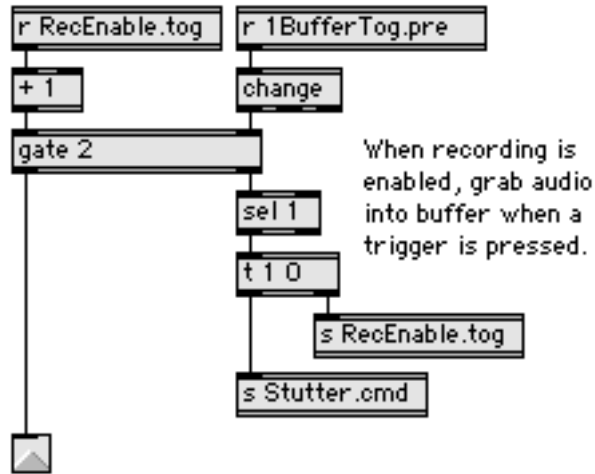 r RecEnable.tog
r 1BufferTog.pre
+ 1
change
gate 2
When recording is
enabled, grab audio
into buffer when a
trigger is pressed.
sel 1
t 1 0
s RecEnable.tog
s Stutter.cmd